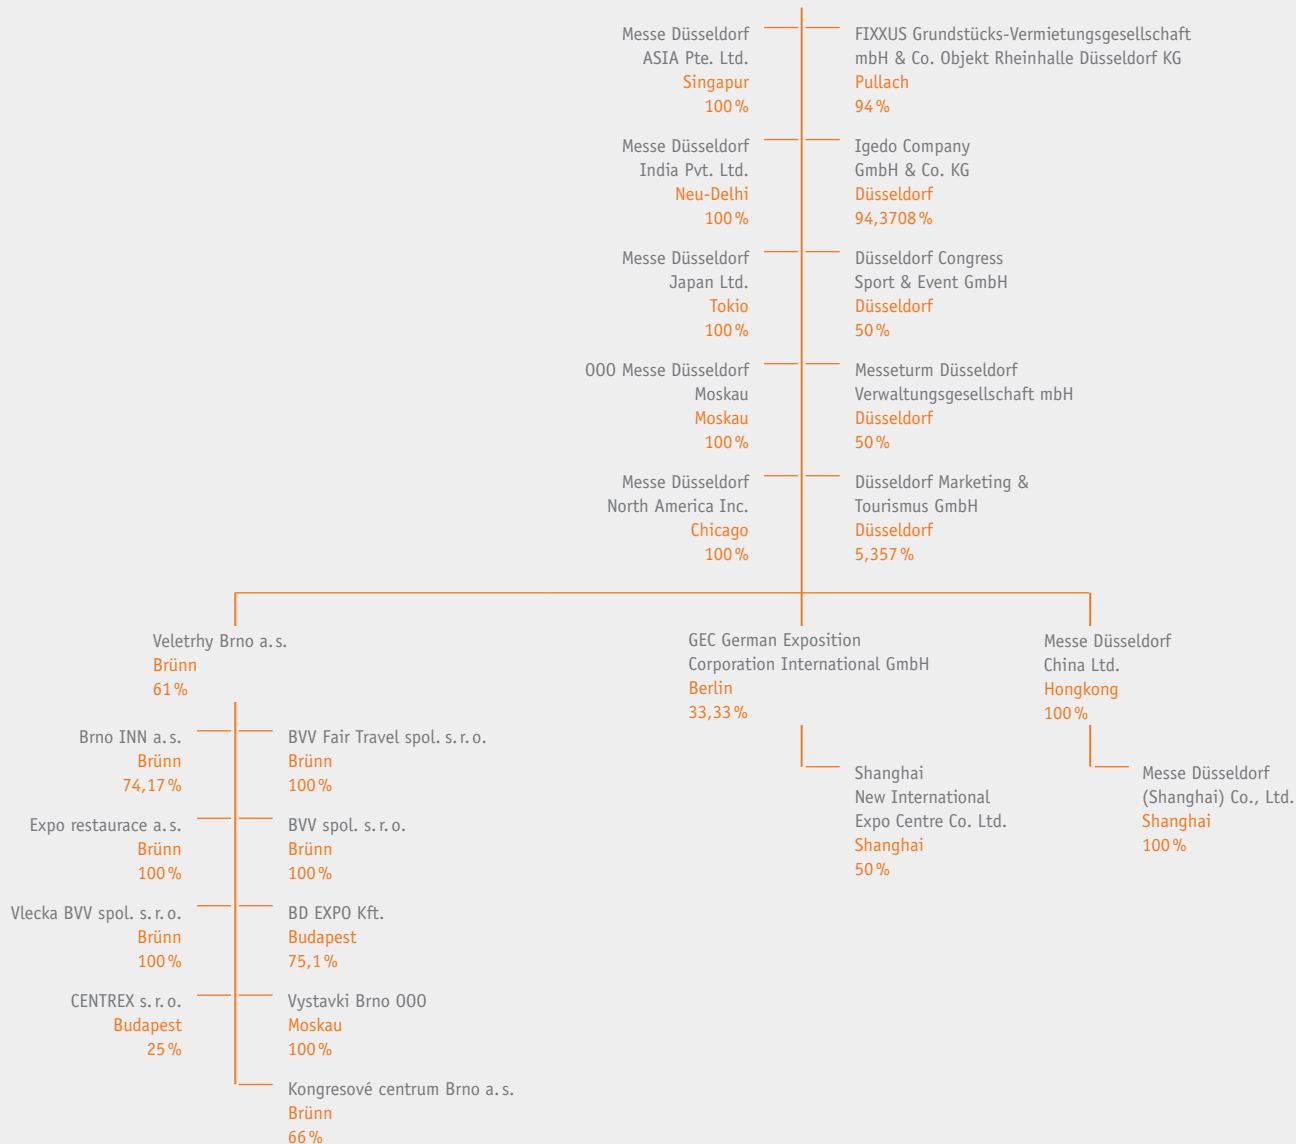 Messe Düsseldorf
ASIA Pte. Ltd.
Singapur
100 %
FIXXUS Grundstücks-Vermietungsgesellschaft
mbH & Co. Objekt Rheinhalle Düsseldorf KG
Pullach
94 %
Messe Düsseldorf
India Pvt. Ltd.
Neu-Delhi
100 %
Igedo Company
GmbH & Co. KG
Düsseldorf
94,3708 %
Messe Düsseldorf
Japan Ltd.
Tokio
100 %
Düsseldorf Congress
Sport & Event GmbH
Düsseldorf
50 %
OOO Messe Düsseldorf
Moskau
Moskau
100 %
Messeturm Düsseldorf
Verwaltungsgesellschaft mbH
Düsseldorf
50 %
Messe Düsseldorf
North America Inc.
Chicago
100 %
Düsseldorf Marketing &
Tourismus GmbH
Düsseldorf
5,357 %
Veletrhy Brno a. s.
Brünn
61 %
GEC German Exposition
Corporation International GmbH
Berlin
33,33 %
Messe Düsseldorf
China Ltd.
Hongkong
100 %
Brno INN a. s.
Brünn
74,17 %
BVV Fair Travel spol. s. r. o.
Brünn
100 %
Shanghai
New International
Expo Centre Co. Ltd.
Shanghai
50 %
Messe Düsseldorf
(Shanghai) Co., Ltd.
Shanghai
100 %
Expo restaurace a. s.
Brünn
100 %
BVV spol. s. r. o.
Brünn
100 %
Vlecka BVV spol. s. r. o.
Brünn
100 %
BD EXPO Kft.
Budapest
75,1 %
CENTREX s. r. o.
Budapest
25 %
Vystavki Brno OOO
Moskau
100 %
Kongresové centrum Brno a. s.
Brünn
66 %